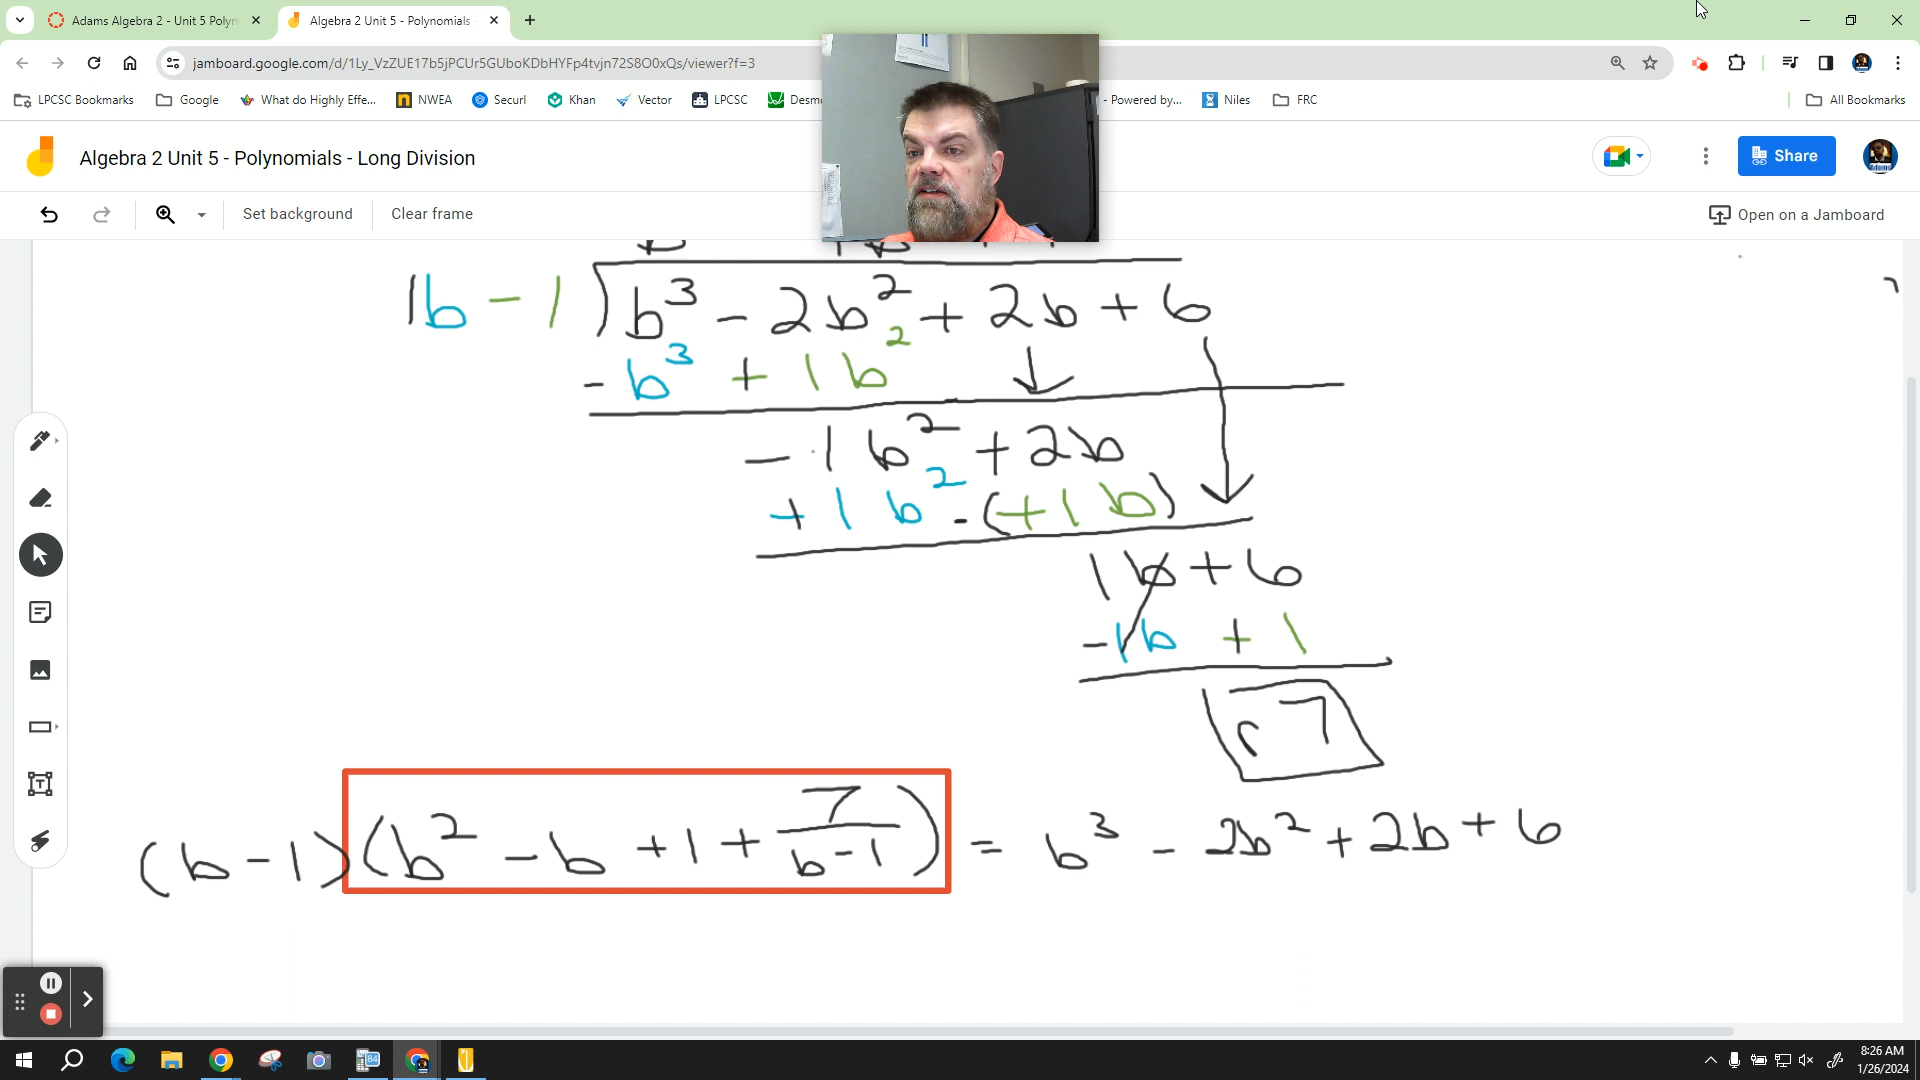 Adams Algebra 2 - Unit 5 Polyn
Algebra 2 Unit 5 - Polynomials
jamboard.google.com/d/1Ly_VzZUE17b5jPCUr5GUboKDbHYFp4tvjn72S8O0xQs/viewer?f=3
LPCSC Bookmarks Google What do Highly Effe... NWEA Securl Khan Vector LPCSC Desmo - Powered by... Niles FRC All Bookmarks
Algebra 2 Unit 5 - Polynomials - Long Division
Share
Set background Clear frame Open on a Jamboard
1b - 1 ) b³ - 2b² + 2b + 6
- b³ + 1b²
- 1b² + 2b
+ 1b² - (+1b)
1b + 6
- 1b + 1
r 7
(b - 1)(b² - b + 1 + 7/(b - 1)) = b³ - 2b² + 2b + 6
8:26 AM
1/26/2024